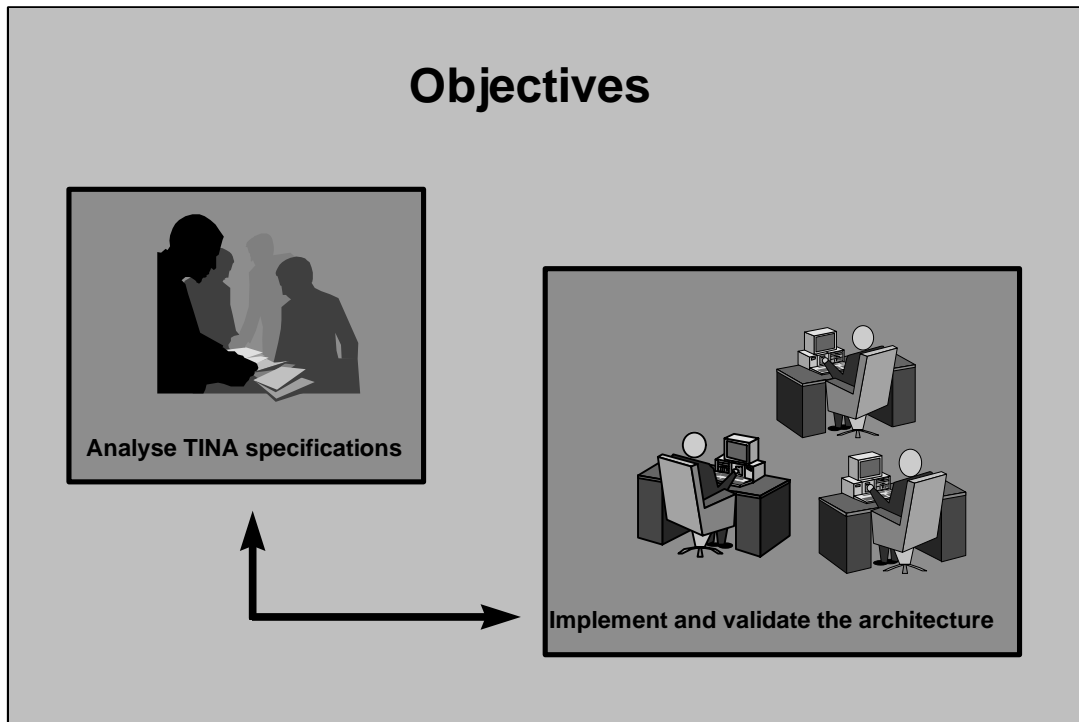 Objectives
Analyse TINA specifications
Implement and validate the architecture